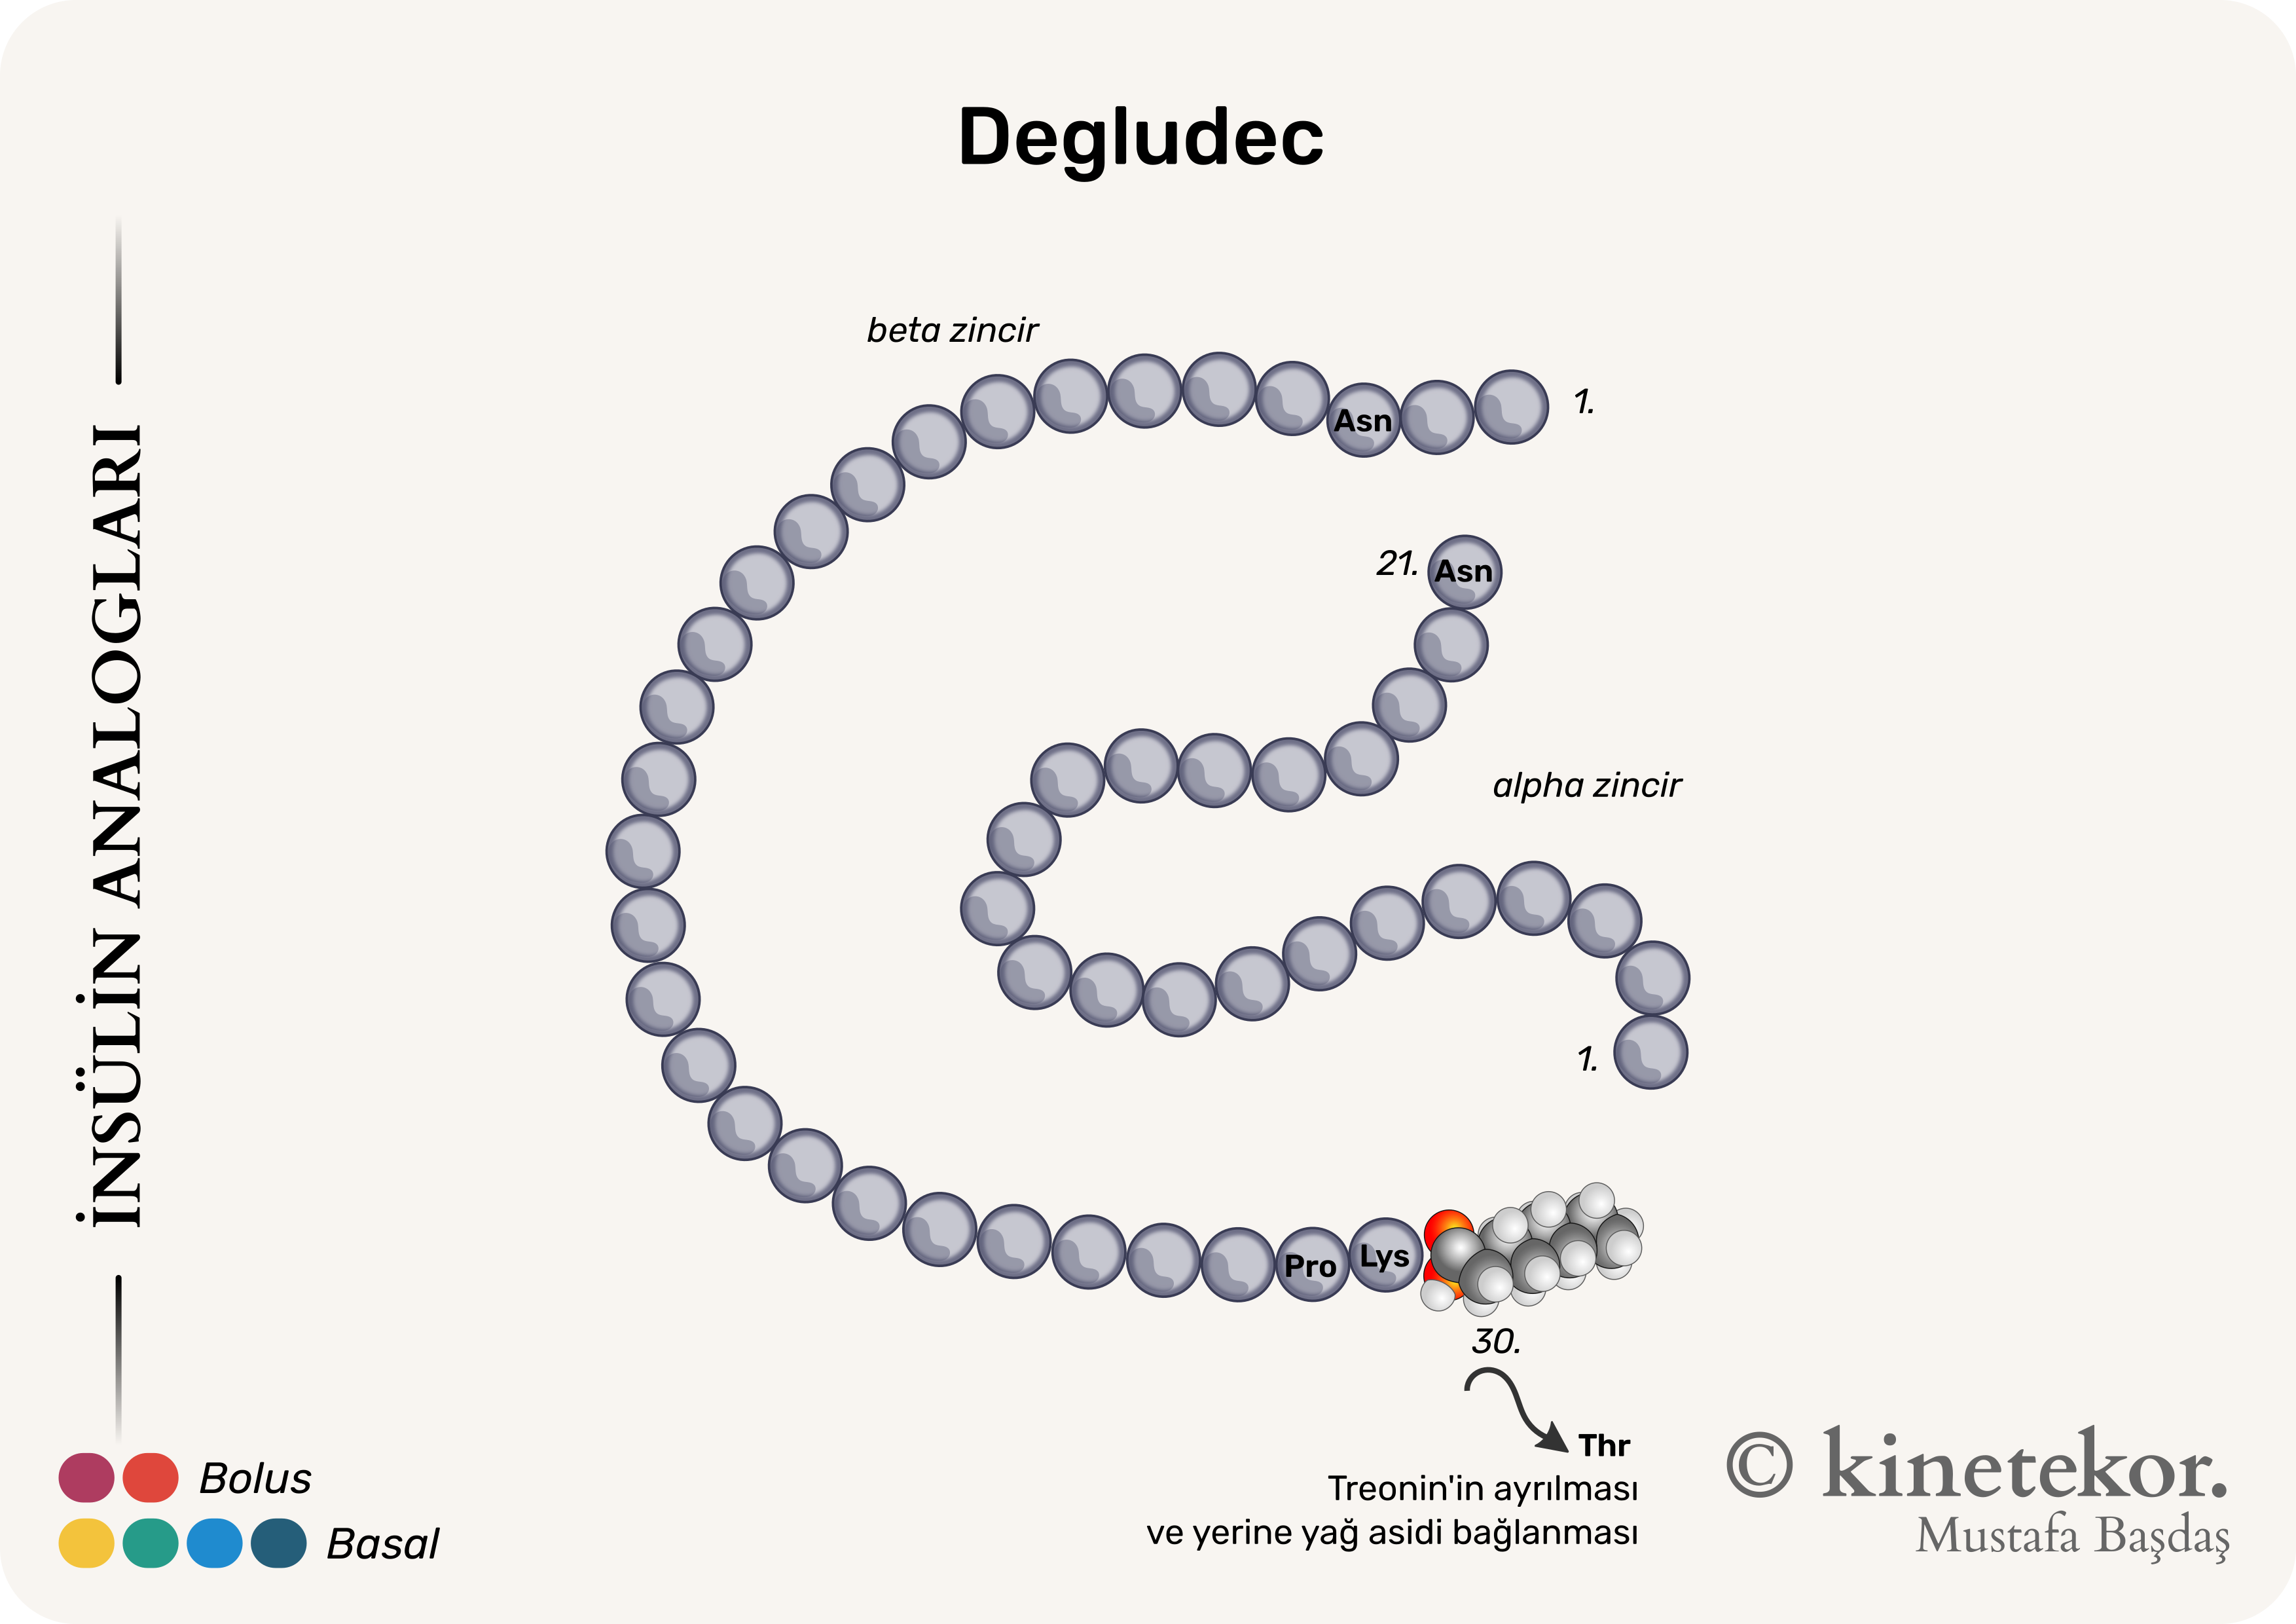 Degludec
İNSÜLİN ANALOGLARI
beta zincir
Asn
1.
21.
Asn
alpha zincir
1.
Pro
Lys
30.
Thr
Treonin'in ayrılması
ve yerine yağ asidi bağlanması
Bolus
Basal
© kinetekor.
Mustafa Başdaş